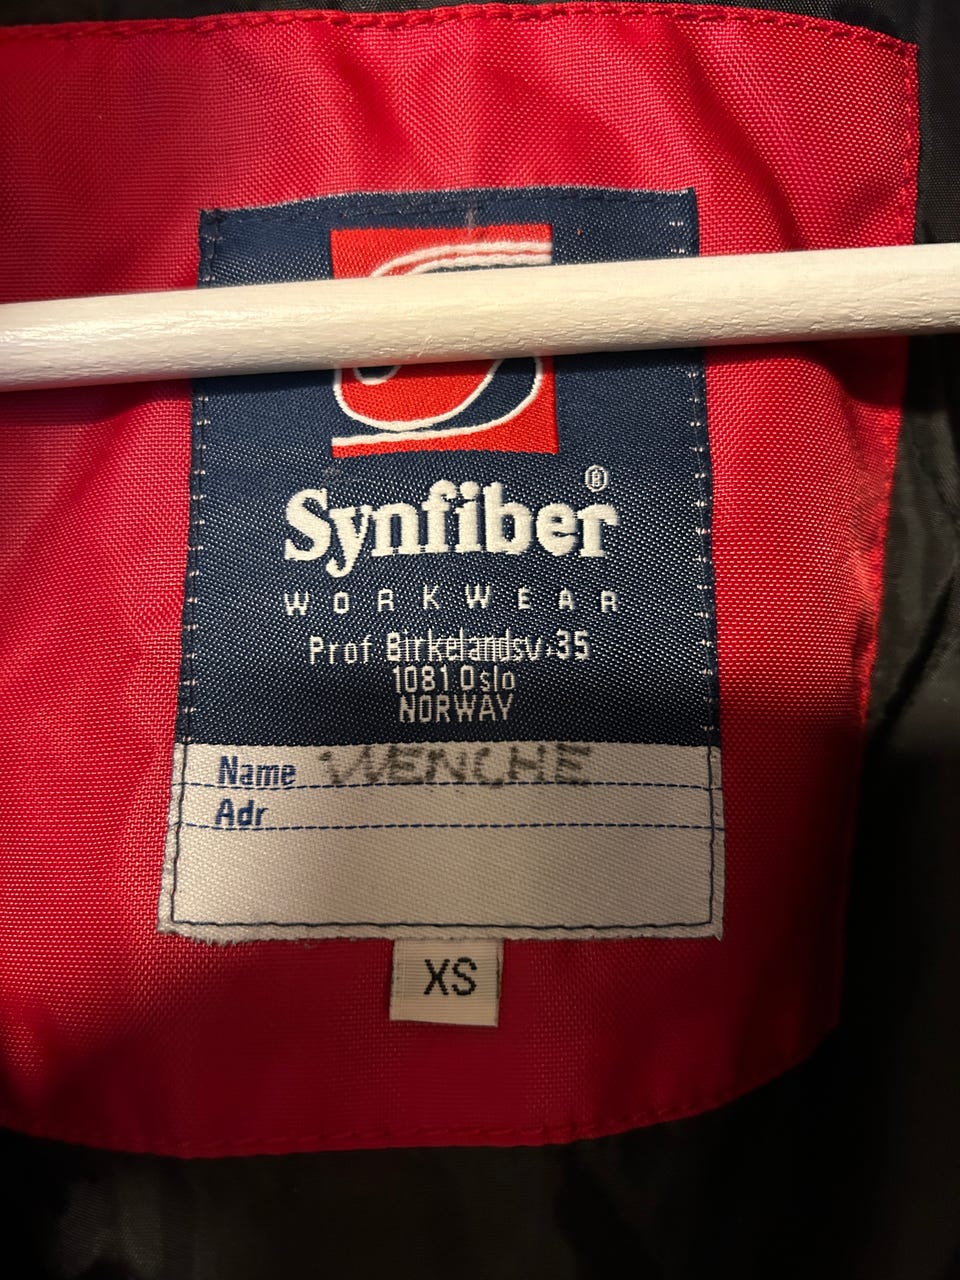 Synfiber®
WORKWEAR
Prof Birkelandsv. 35
1081 Oslo
NORWAY
Name WENCHE
Adr
XS